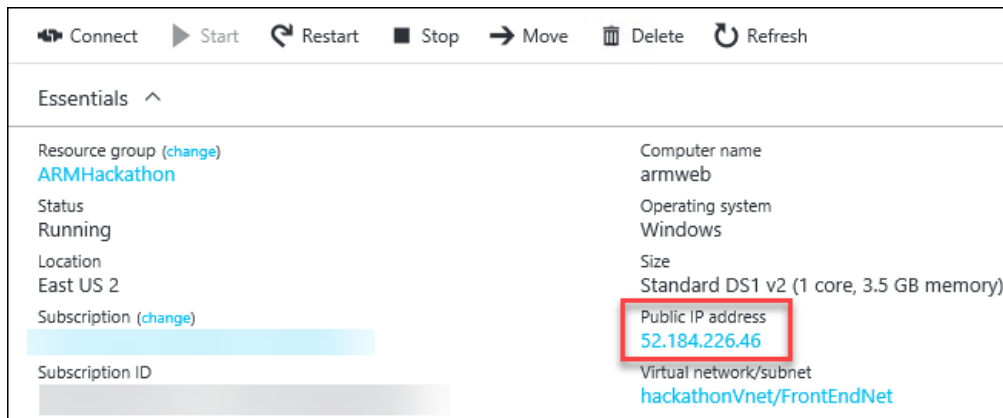 Connect Start Restart Stop Move Delete Refresh
Essentials
Resource group (change)
ARMHackathon
Status
Running
Location
East US 2
Subscription (change)
Subscription ID
Computer name
armweb
Operating system
Windows
Size
Standard DS1 v2 (1 core, 3.5 GB memory)
Public IP address
52.184.226.46
Virtual network/subnet
hackathonVnet/FrontEndNet